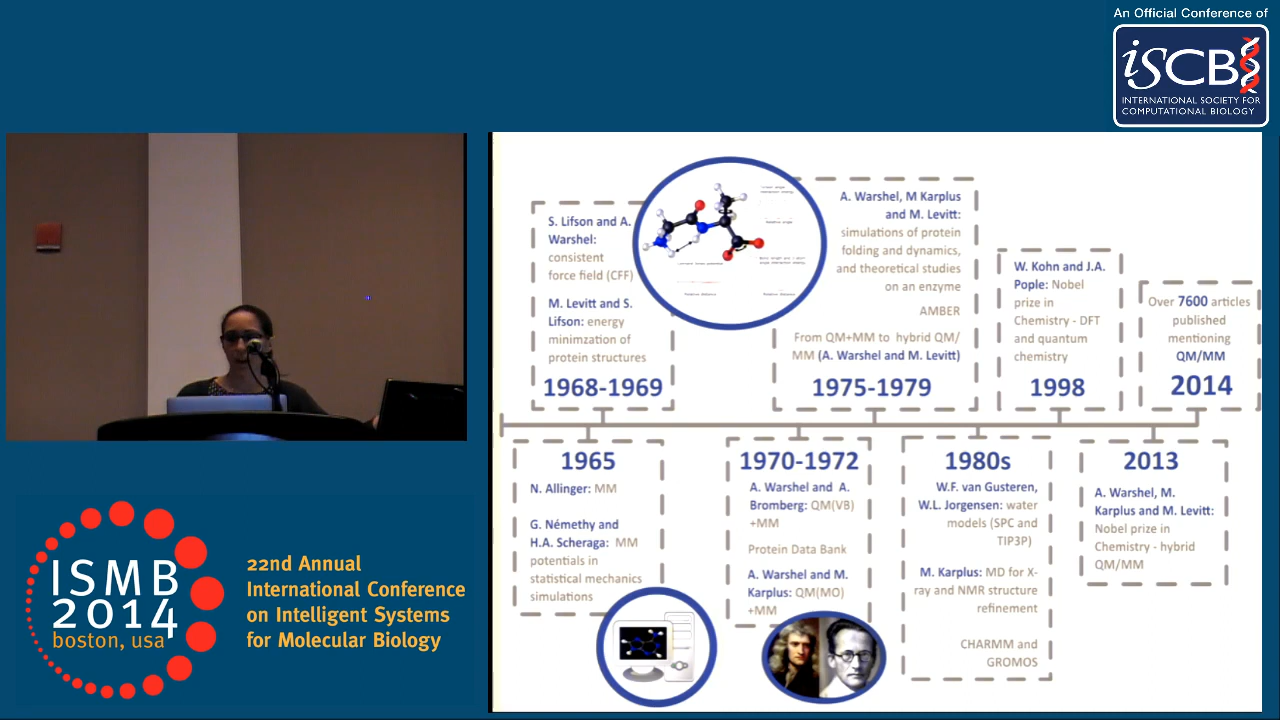 An Official Conference of
iSCB
INTERNATIONAL SOCIETY FOR
COMPUTATIONAL BIOLOGY
S. Lifson and A.
Warshel:
consistent
force field (CFF)
M. Levitt and S.
Lifson: energy
minimzation of
protein structures
1968-1969
A. Warshel, M Karplus
and M. Levitt:
simulations of protein
folding and dynamics,
and theoretical studies
on an enzyme
AMBER
From QM+MM to hybrid QM/
MM (A. Warshel and M. Levitt)
1975-1979
W. Kohn and J.A.
Pople: Nobel
prize in
Chemistry - DFT
and quantum
chemistry
1998
Over 7600 articles
published
mentioning
QM/MM
2014
1965
N. Allinger: MM
G. Némethy and
H.A. Scheraga: MM
potentials in
statistical mechanics
simulations
1970-1972
A. Warshel and A.
Bromberg: QM(VB)
+MM
Protein Data Bank
A. Warshel and M.
Karplus: QM(MO)
+MM
1980s
W.F. van Gusteren,
W.L. Jorgensen: water
models (SPC and
TIP3P)
M. Karplus: MD for X-
ray and NMR structure
refinement
CHARMM and
GROMOS
2013
A. Warshel, M.
Karplus and M. Levitt:
Nobel prize in
Chemistry - hybrid
QM/MM
ISMB
2014
boston, usa
22nd Annual
International Conference
on Intelligent Systems
for Molecular Biology